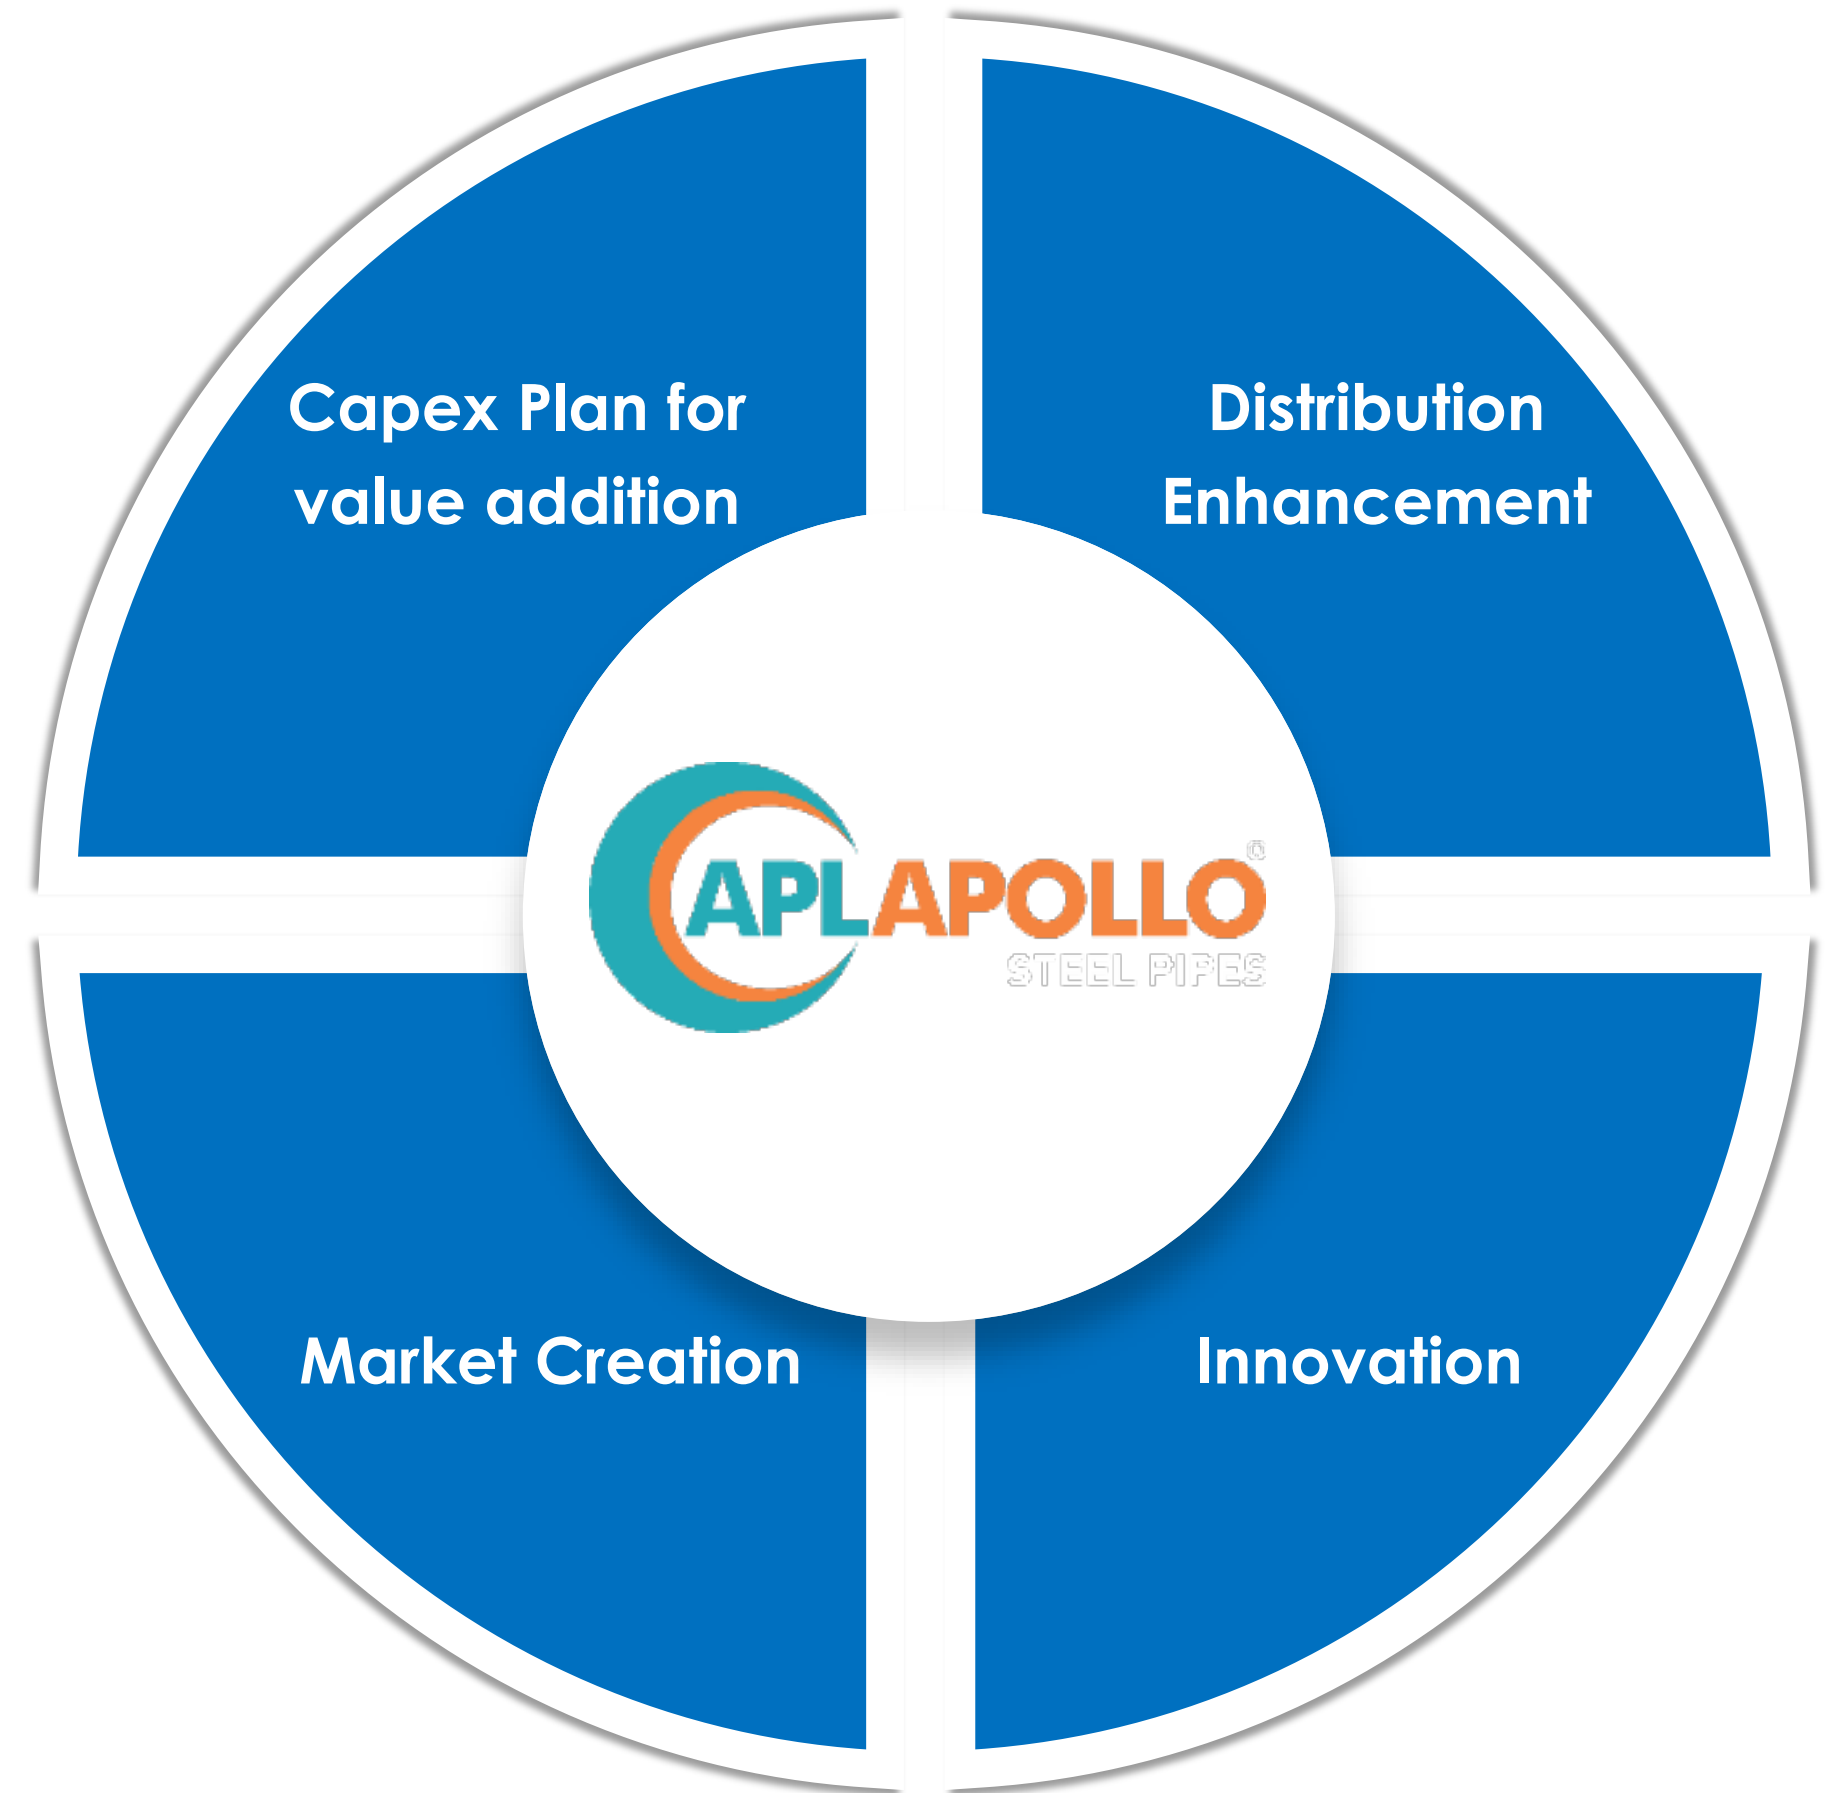 Capex Plan for
value addition
Distribution
Enhancement
APLAPOLLO®
STEEL PIPES
Market Creation
Innovation